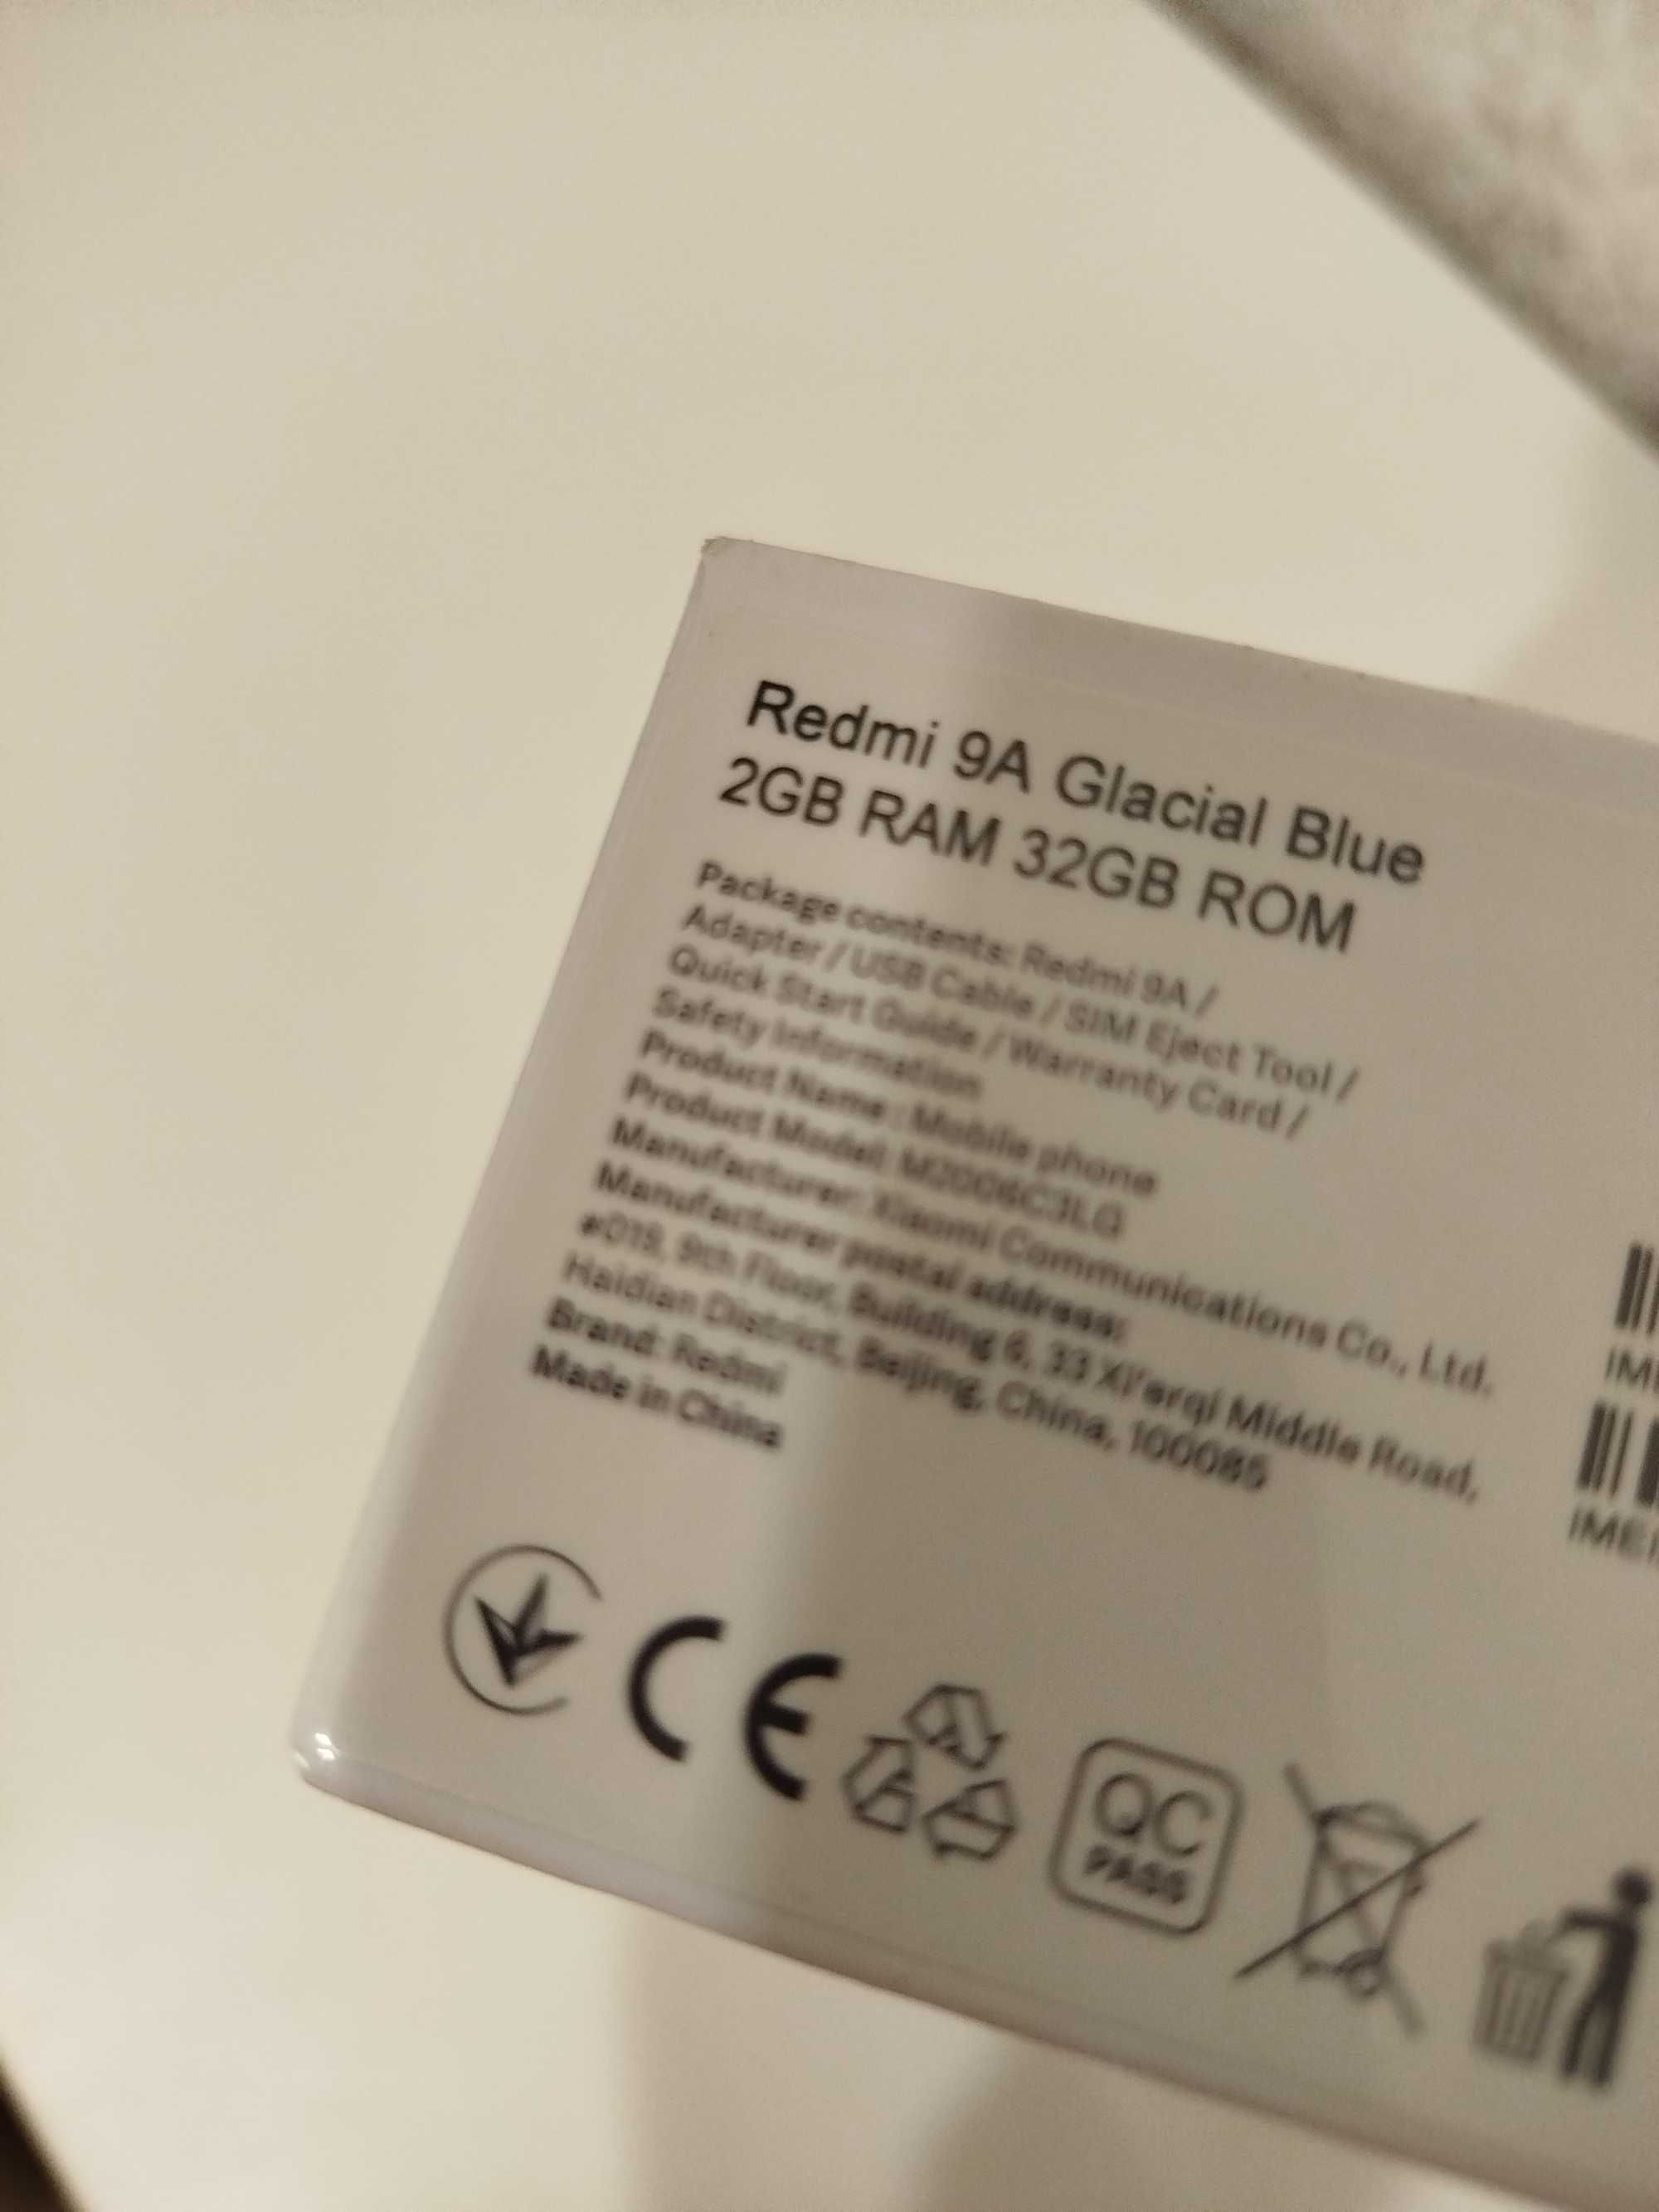 Redmi 9A Glacial Blue
2GB RAM 32GB ROM
Package contents: Redmi 9A /
Adapter / USB Cable / SIM Eject Tool /
Quick Start Guide / Warranty Card /
Safety Information
Product Name : Mobile phone
Product Model: M2006C3LG
Manufacturer: Xiaomi Communications Co., Ltd.
Manufacturer postal address:
#019, 9th Floor, Building 6, 33 Xi'erqi Middle Road,
Haidian District, Beijing, China, 100085
Brand: Redmi
Made in China
CE
QC
PASS